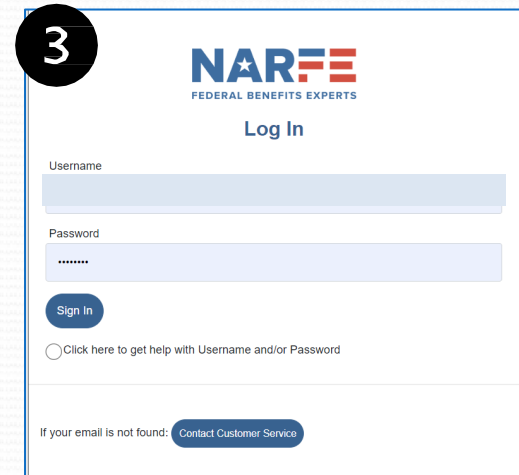 3
NARFE
FEDERAL BENEFITS EXPERTS
Log In
Username
Password
••••••••
Sign In
Click here to get help with Username and/or Password
If your email is not found: Contact Customer Service